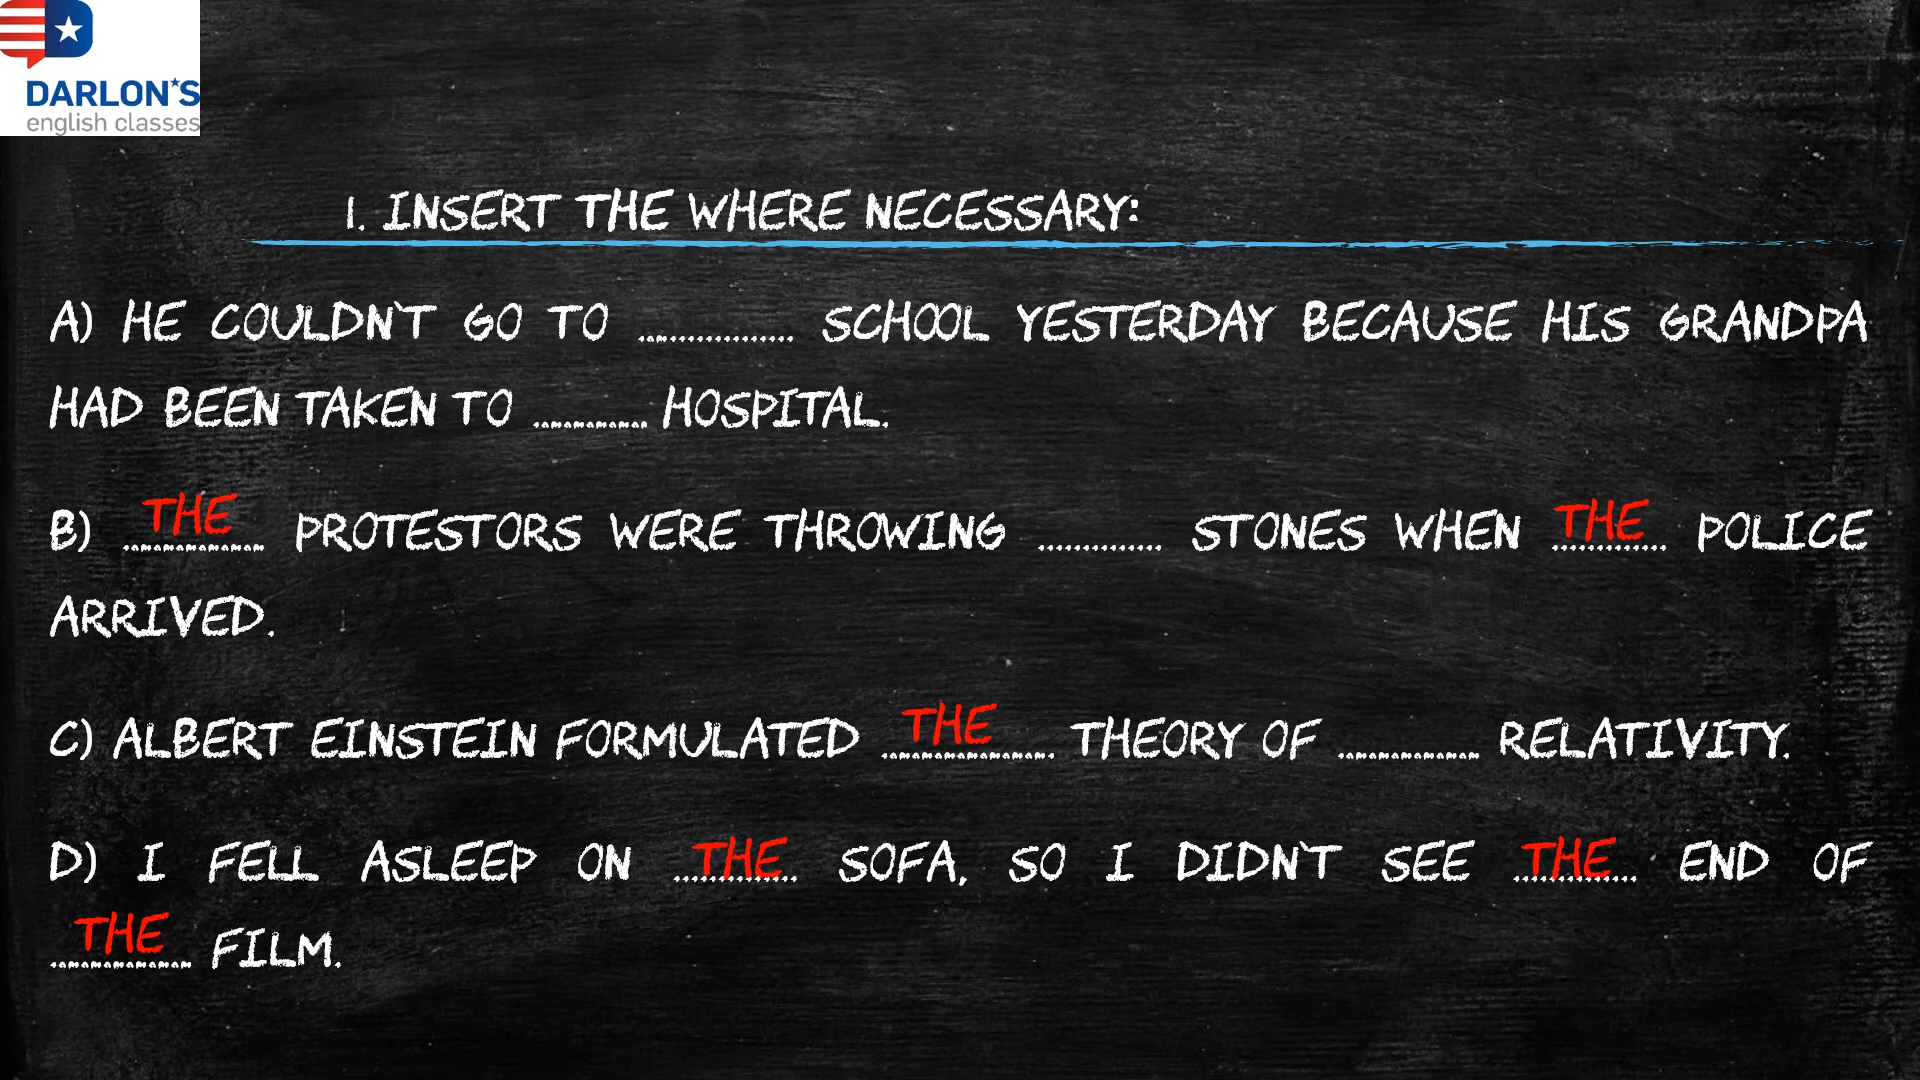 DARLON'S
english classes
1. INSERT THE WHERE NECESSARY:
A) HE COULDN'T GO TO ................ SCHOOL YESTERDAY BECAUSE HIS GRANDPA
HAD BEEN TAKEN TO ............ HOSPITAL.
B) THE PROTESTORS WERE THROWING ............. STONES WHEN THE POLICE
ARRIVED.
C) ALBERT EINSTEIN FORMULATED THE THEORY OF ............... RELATIVITY.
D) I FELL ASLEEP ON THE SOFA, SO I DIDN'T SEE THE END OF
THE FILM.